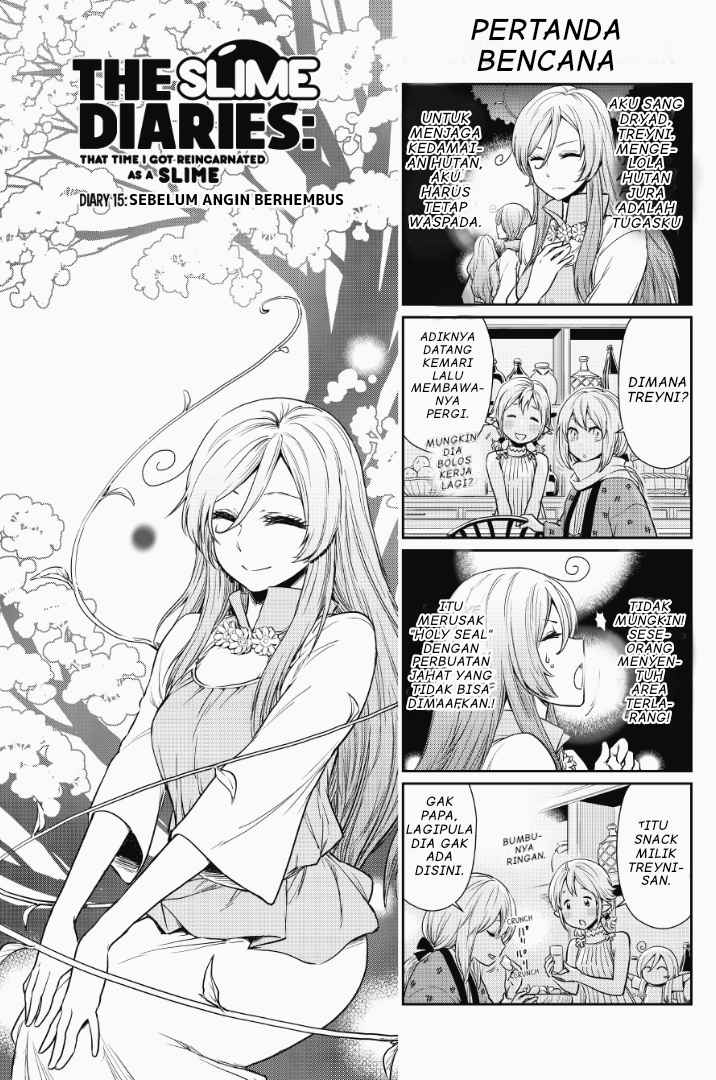 THE SLIME
DIARIES:
THAT TIME I GOT REINCARNATED
AS A SLIME
DIARY 15: SEBELUM ANGIN BERHEMBUS
PERTANDA
BENCANA
AKU SANG
DRYAD,
TREYNI.
MENGE-
LOLA
HUTAN
JURA
ADALAH
TUGASKU
UNTUK
MENJAGA
KEDAMAI-
AN HUTAN,
AKU
HARUS
TETAP
WASPADA.
DIMANA
TREYNI?
ADIKNYA
DATANG
KEMARI
LALU
MEMBAWA-
NYA
PERGI.
MUNGKIN
DIA
BOLOS
KERJA
LAGI?
TIDAK
MUNGKIN!
SESE-
ORANG
MENYEN-
TUH
AREA
TERLA-
RANG!
ITU
MERUSAK
"HOLY SEAL"
DENGAN
PERBUATAN
JAHAT YANG
TIDAK BISA
DIMAAFKAN.!
ITU
SNACK
MILIK
TREYNI-
SAN.
GAK
PAPA,
LAGIPULA
DIA GAK
ADA
DISINI.
BUMBU-
NYA
RINGAN.
CRUNCH
CRUNCH